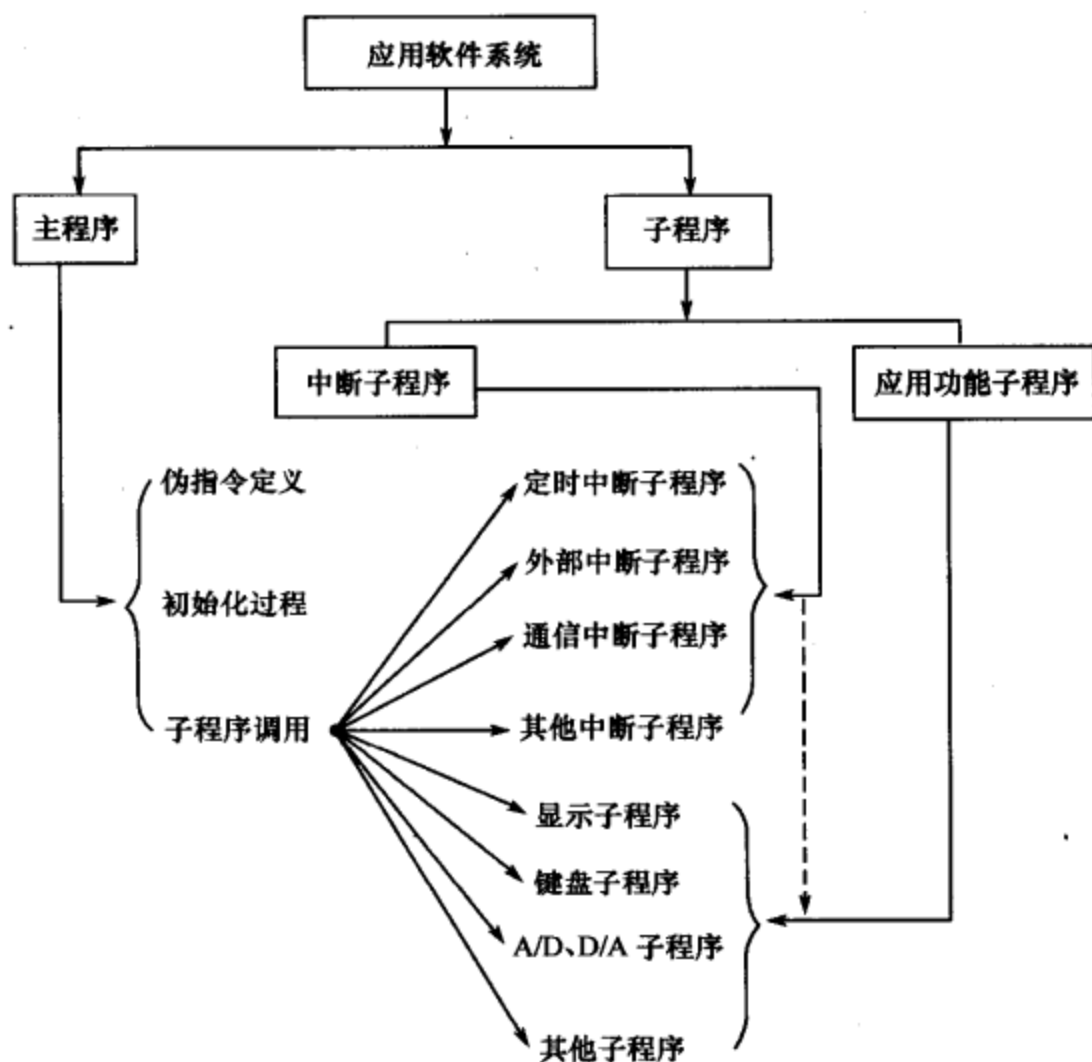 应用软件系统
主程序
子程序
中断子程序
应用功能子程序
伪指令定义
定时中断子程序
外部中断子程序
初始化过程
通信中断子程序
子程序调用
其他中断子程序
显示子程序
键盘子程序
A/D、D/A 子程序
其他子程序